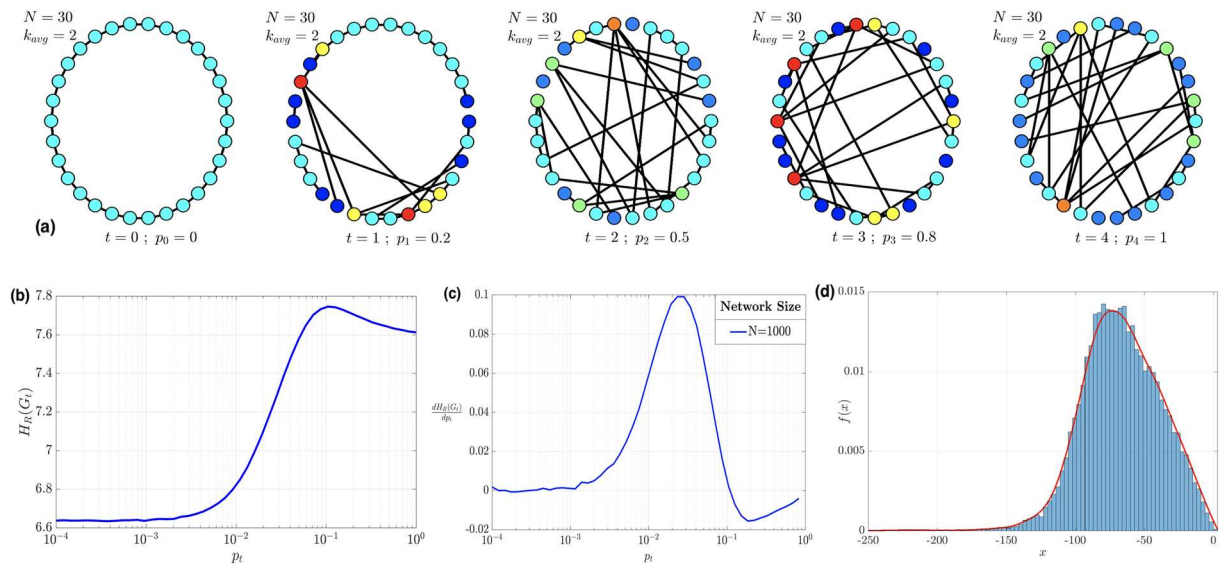 N = 30
k_avg = 2
N = 30
k_avg = 2
N = 30
k_avg = 2
N = 30
k_avg = 2
N = 30
k_avg = 2
(a)
t = 0 ; p_0 = 0
t = 1 ; p_1 = 0.2
t = 2 ; p_2 = 0.5
t = 3 ; p_3 = 0.8
t = 4 ; p_4 = 1
(b)
7.8
7.6
7.4
7.2
7
6.8
6.6
H_R(G_t)
10^-4
10^-3
10^-2
10^-1
10^0
p_t
(c)
0.1
0.08
0.06
0.04
0.02
0
-0.02
dH_R(G_t)
dp_t
Network Size
N=1000
10^-4
10^-3
10^-2
10^-1
10^0
p_t
(d)
0.015
0.01
0.005
0
f(x)
-250
-200
-150
-100
-50
0
x